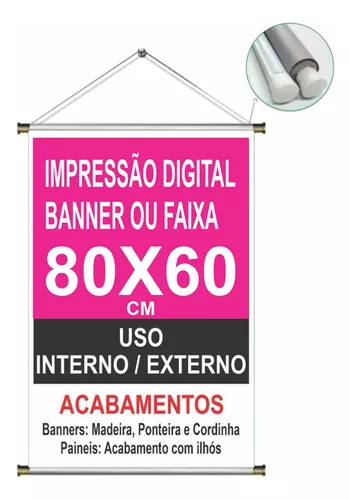 IMPRESSÃO DIGITAL
BANNER OU FAIXA
80X60
CM
USO
INTERNO / EXTERNO
ACABAMENTOS
Banners: Madeira, Ponteira e Cordinha
Paineis: Acabamento com ilhós